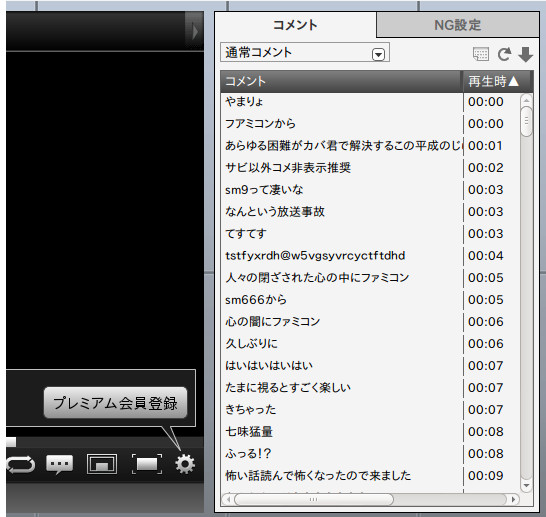 コメント
NG設定
通常コメント
コメント 再生時▲
やまりょ 00:00
フアミコンから 00:00
あらゆる困難がカバ君で解決するこの平成のじ 00:01
サビ以外コメ非表示推奨 00:02
sm9って凄いな 00:03
なんという放送事故 00:03
てすてす 00:03
tstfyxrdh@w5vgsyvrcyctftdhd 00:04
人々の閉ざされた心の中にファミコン 00:05
sm666から 00:05
心の闇にファミコン 00:06
久しぶりに 00:06
はいはいはいはい 00:07
たまに視るとすごく楽しい 00:07
きちゃった 00:07
七味猛量 00:08
ふっる!? 00:08
怖い話読んで怖くなったので来ました 00:09
プレミアム会員登録